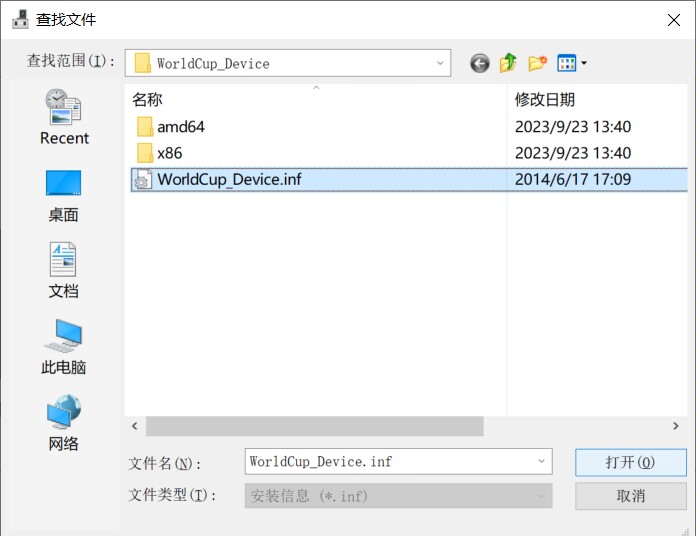 查找文件
查找范围(I): WorldCup_Device
名称 修改日期
amd64 2023/9/23 13:40
x86 2023/9/23 13:40
WorldCup_Device.inf 2014/6/17 17:09
Recent
桌面
文档
此电脑
网络
文件名(N): WorldCup_Device.inf 打开(O)
文件类型(T): 安装信息 (*.inf) 取消